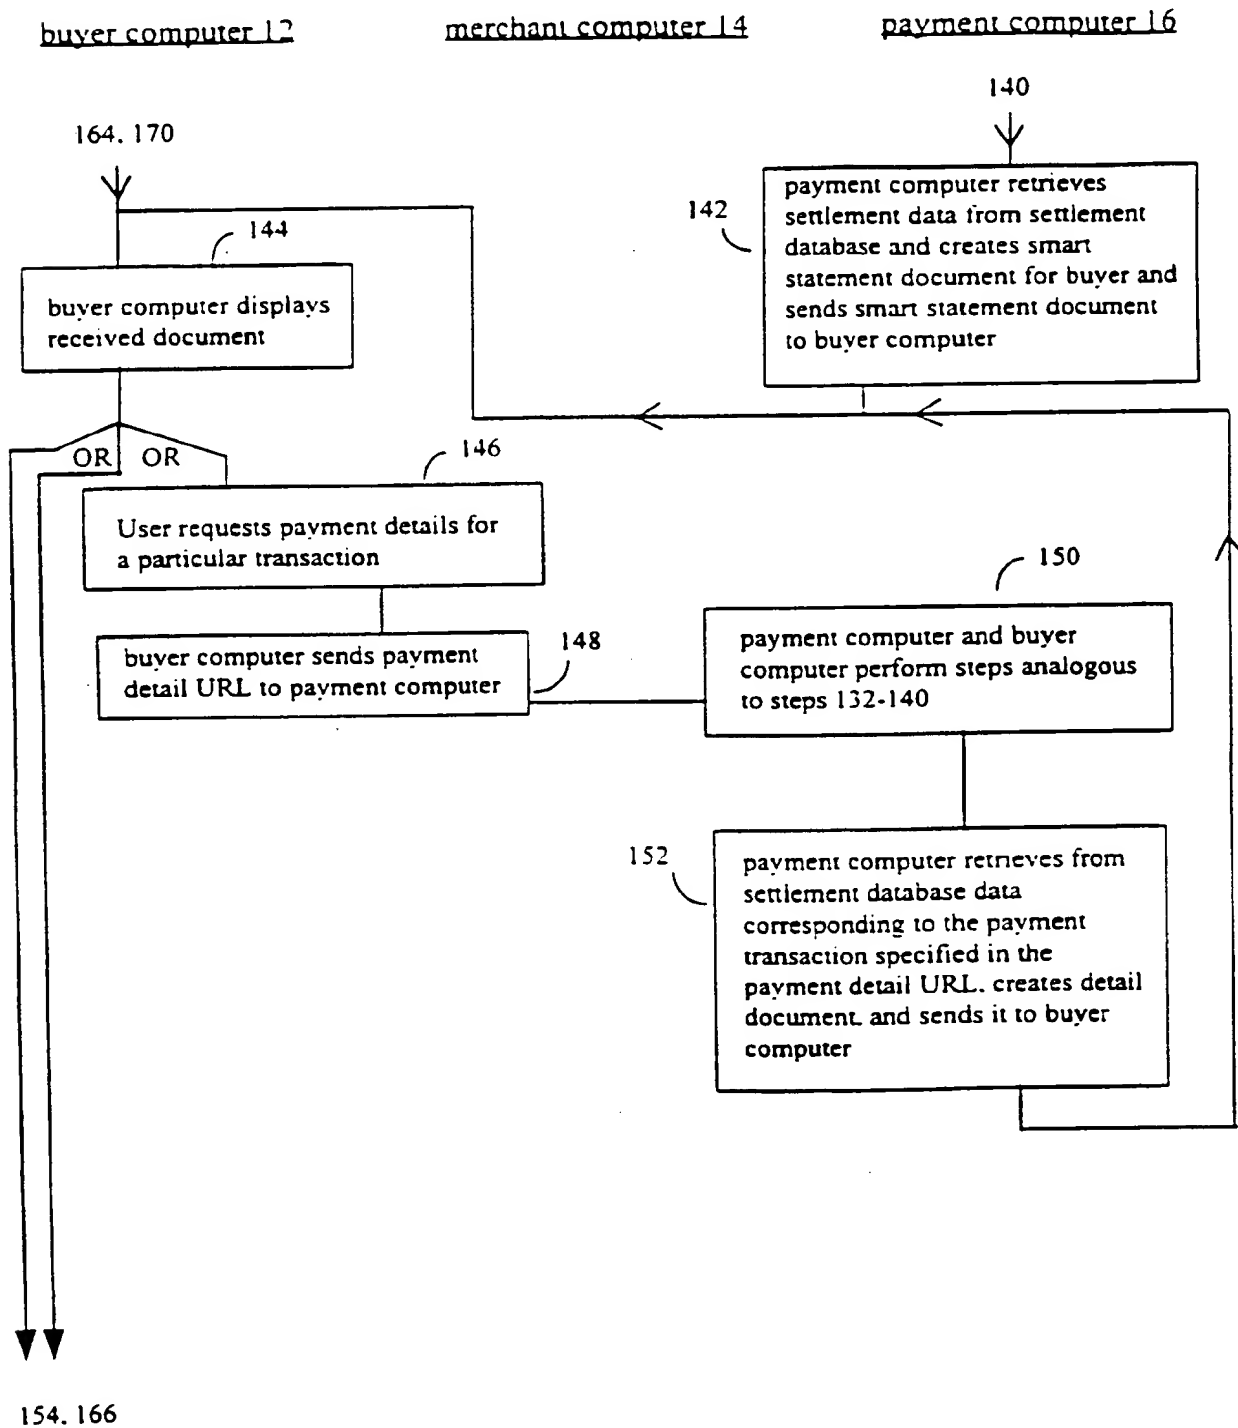 buyer computer 12
merchant computer 14
payment computer 16
140
164. 170
payment computer retrieves
settlement data from settlement
database and creates smart
statement document for buyer and
sends smart statement document
to buyer computer
142
144
buyer computer displays
received document
OR
OR
146
User requests payment details for
a particular transaction
150
buyer computer sends payment
detail URL to payment computer
148
payment computer and buyer
computer perform steps analogous
to steps 132-140
152
payment computer retrieves from
settlement database data
corresponding to the payment
transaction specified in the
payment detail URL. creates detail
document. and sends it to buyer
computer
154. 166